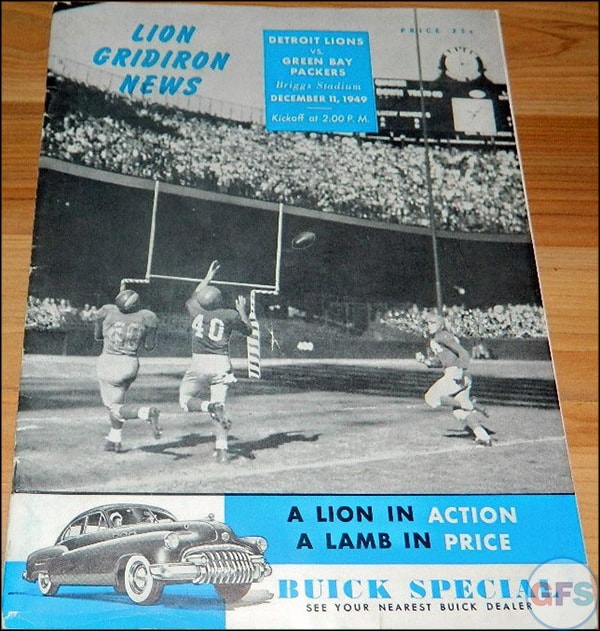 LION
GRIDIRON
NEWS
DETROIT LIONS
VS.
GREEN BAY
PACKERS
Briggs Stadium
DECEMBER 11, 1949
Kickoff at 2:00 P. M.
PRICE 25¢
40
A LION IN ACTION
A LAMB IN PRICE
BUICK SPECIAL
SEE YOUR NEAREST BUICK DEALER
GFS